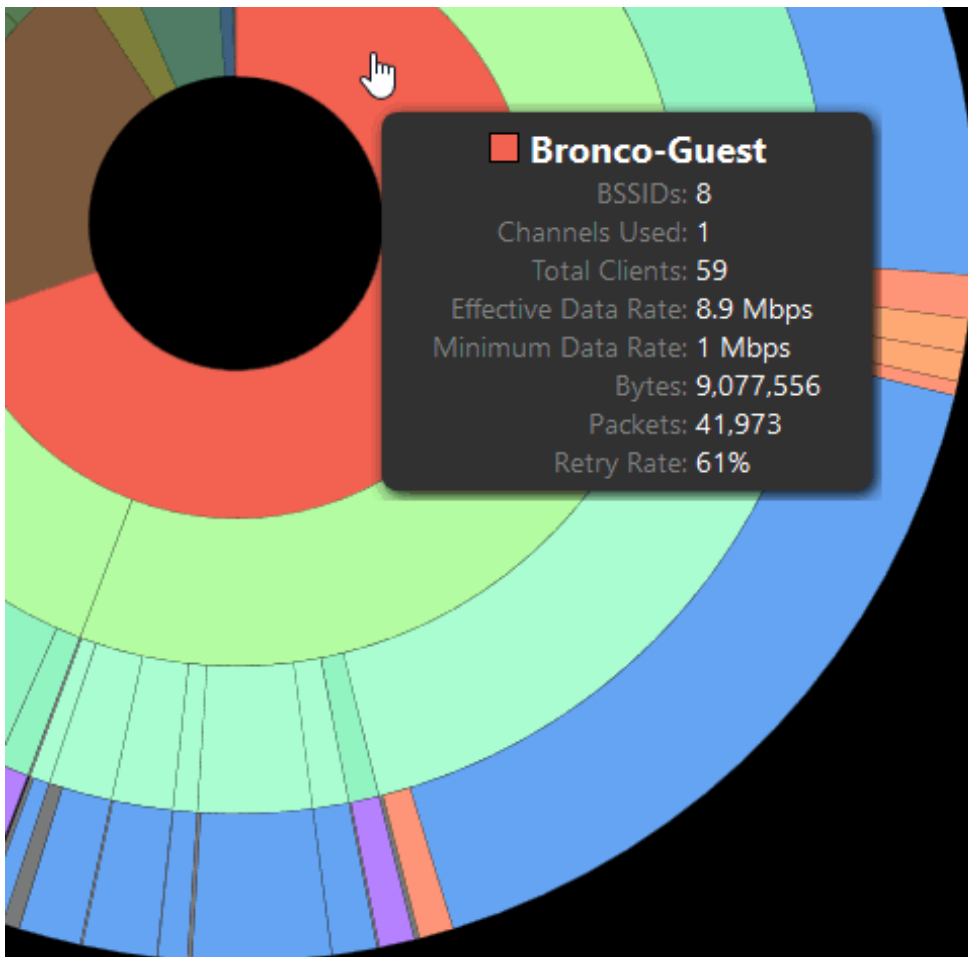 Bronco-Guest
BSSIDs: 8
Channels Used: 1
Total Clients: 59
Effective Data Rate: 8.9 Mbps
Minimum Data Rate: 1 Mbps
Bytes: 9,077,556
Packets: 41,973
Retry Rate: 61%